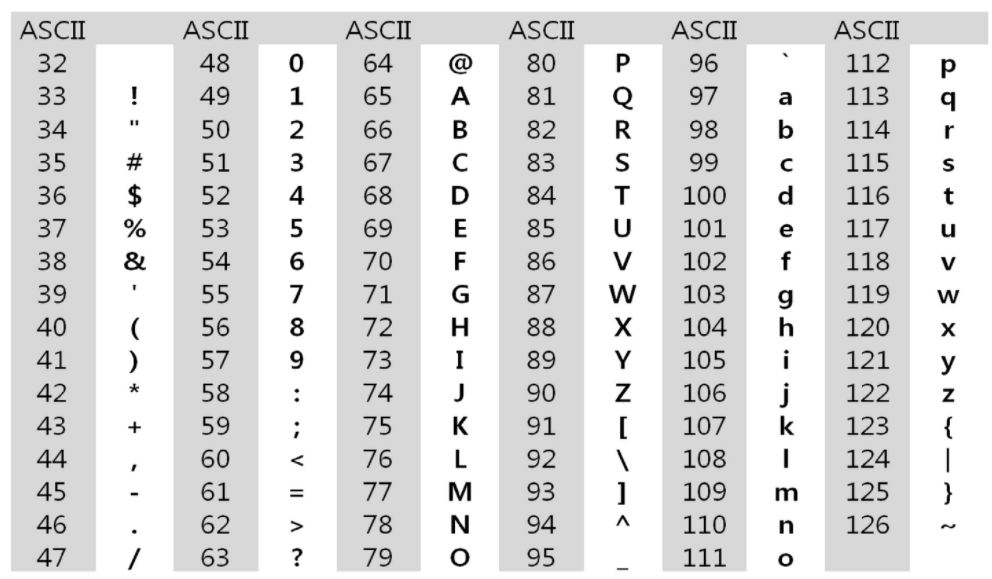 ASCII ASCII ASCII ASCII ASCII ASCII
32 48 0 64 @ 80 P 96 ` 112 p
33 ! 49 1 65 A 81 Q 97 a 113 q
34 " 50 2 66 B 82 R 98 b 114 r
35 # 51 3 67 C 83 S 99 c 115 s
36 $ 52 4 68 D 84 T 100 d 116 t
37 % 53 5 69 E 85 U 101 e 117 u
38 & 54 6 70 F 86 V 102 f 118 v
39 ' 55 7 71 G 87 W 103 g 119 w
40 ( 56 8 72 H 88 X 104 h 120 x
41 ) 57 9 73 I 89 Y 105 i 121 y
42 * 58 : 74 J 90 Z 106 j 122 z
43 + 59 ; 75 K 91 [ 107 k 123 {
44 , 60 < 76 L 92 \ 108 l 124 |
45 - 61 = 77 M 93 ] 109 m 125 }
46 . 62 > 78 N 94 ^ 110 n 126 ~
47 / 63 ? 79 O 95 _ 111 o